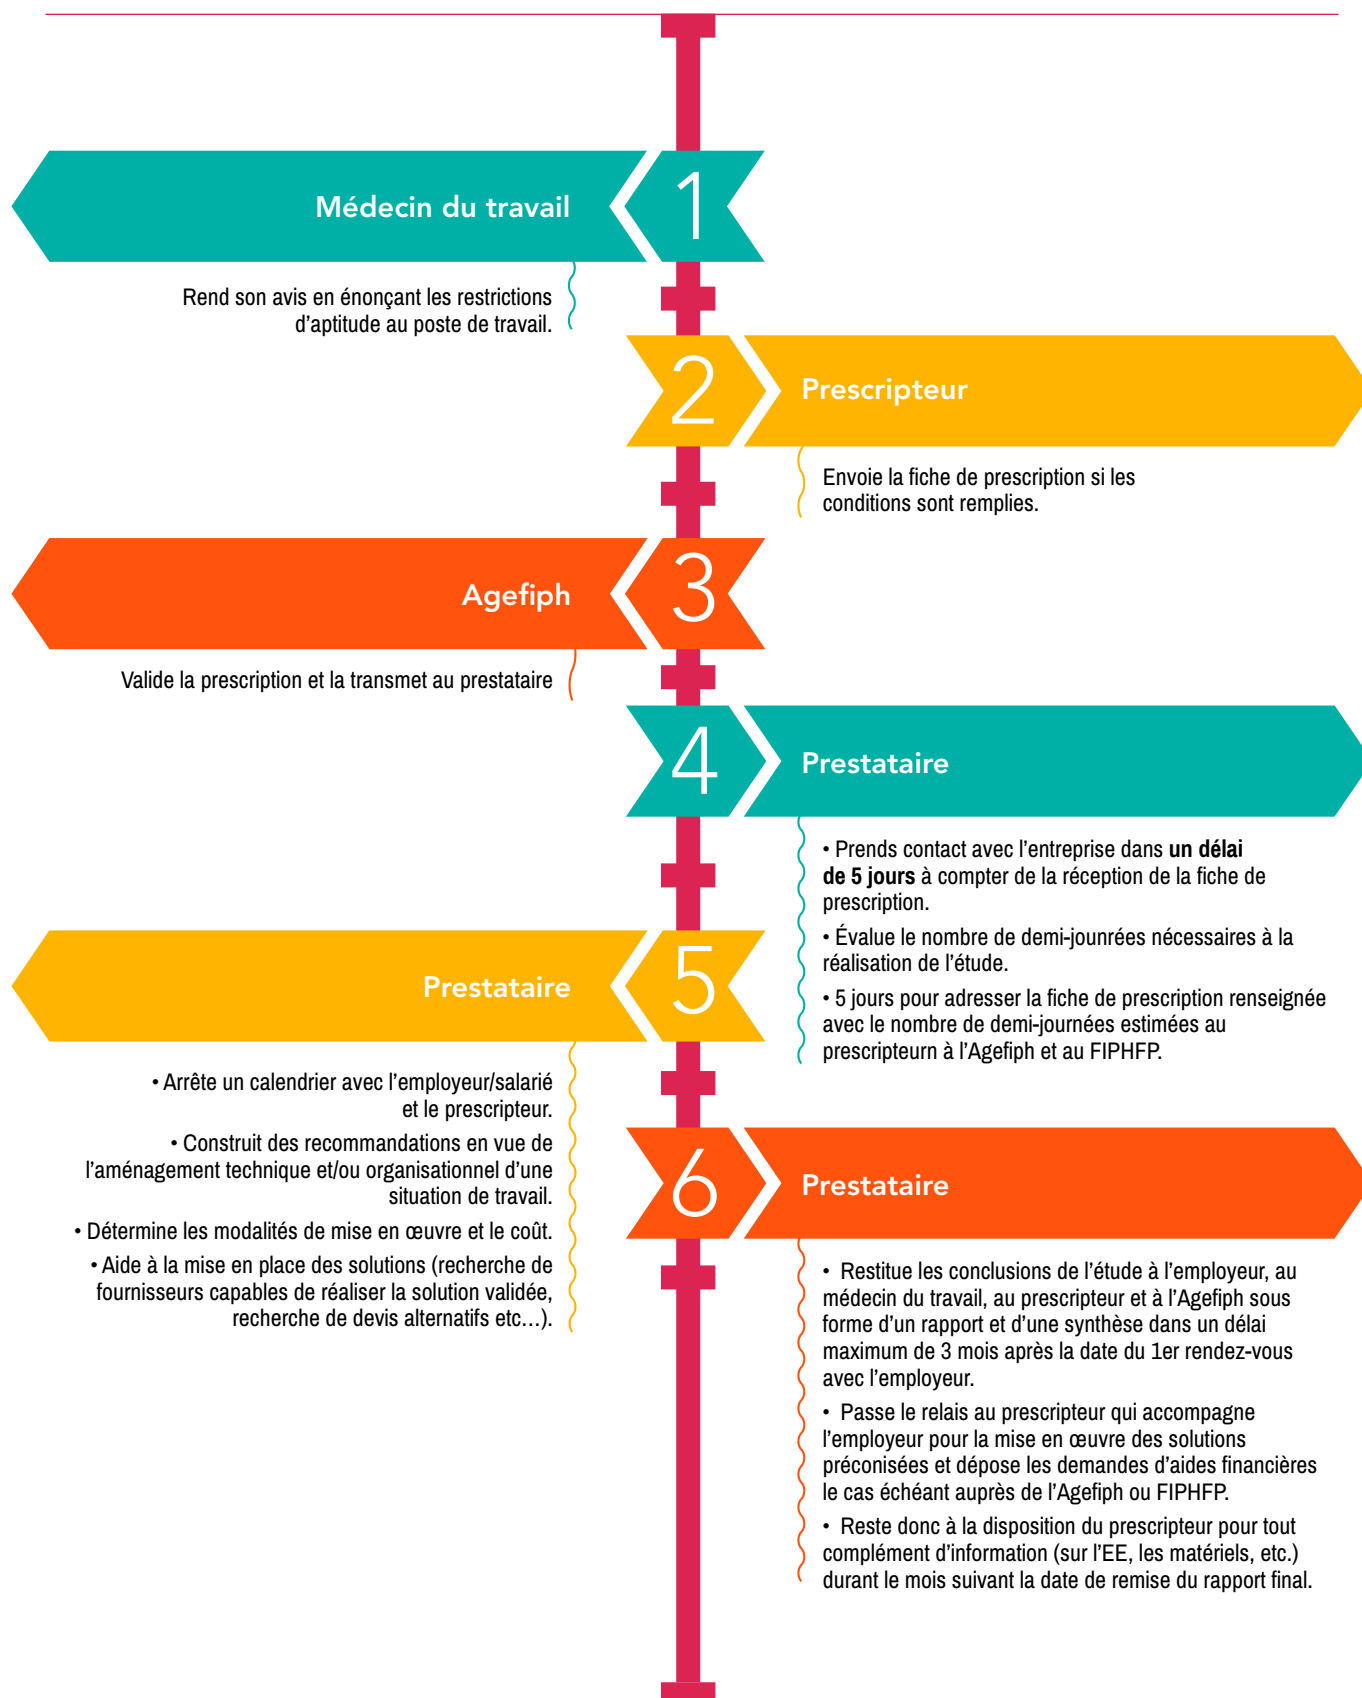 1
Médecin du travail
Rend son avis en énonçant les restrictions
d’aptitude au poste de travail.
2
Prescripteur
Envoie la fiche de prescription si les
conditions sont remplies.
3
Agefiph
Valide la prescription et la transmet au prestataire
4
Prestataire
• Prends contact avec l’entreprise dans un délai
de 5 jours à compter de la réception de la fiche de
prescription.
• Évalue le nombre de demi-jounrées nécessaires à la
réalisation de l’étude.
• 5 jours pour adresser la fiche de prescription renseignée
avec le nombre de demi-journées estimées au
prescripteurn à l’Agefiph et au FIPHFP.
5
Prestataire
• Arrête un calendrier avec l’employeur/salarié
et le prescripteur.
• Construit des recommandations en vue de
l’aménagement technique et/ou organisationnel d’une
situation de travail.
• Détermine les modalités de mise en œuvre et le coût.
• Aide à la mise en place des solutions (recherche de
fournisseurs capables de réaliser la solution validée,
recherche de devis alternatifs etc…).
6
Prestataire
• Restitue les conclusions de l’étude à l’employeur, au
médecin du travail, au prescripteur et à l’Agefiph sous
forme d’un rapport et d’une synthèse dans un délai
maximum de 3 mois après la date du 1er rendez-vous
avec l’employeur.
• Passe le relais au prescripteur qui accompagne
l’employeur pour la mise en œuvre des solutions
préconisées et dépose les demandes d’aides financières
le cas échéant auprès de l’Agefiph ou FIPHFP.
• Reste donc à la disposition du prescripteur pour tout
complément d’information (sur l’EE, les matériels, etc.)
durant le mois suivant la date de remise du rapport final.